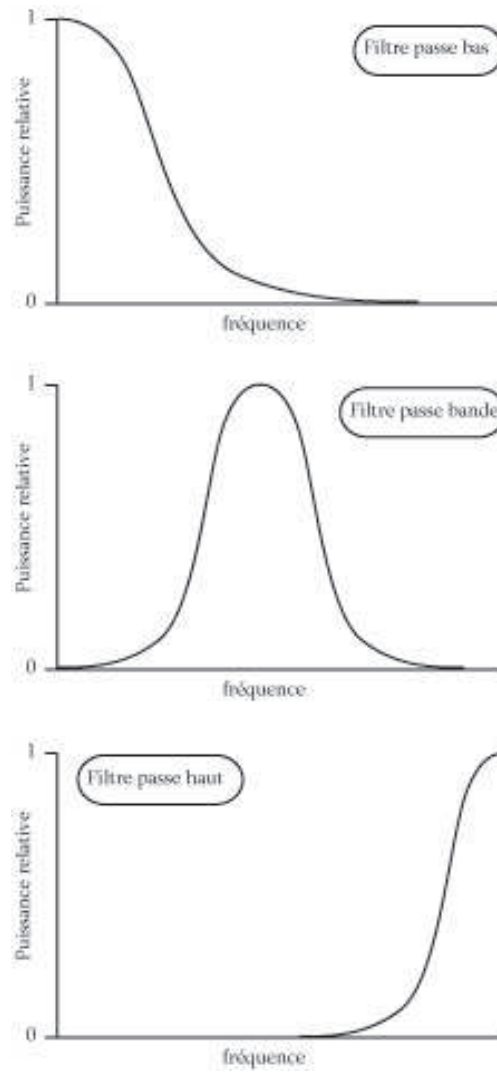 1
Filtre passe bas
Puissance relative
0
fréquence
1
Filtre passe bande
Puissance relative
0
fréquence
1
Filtre passe haut
Puissance relative
0
fréquence